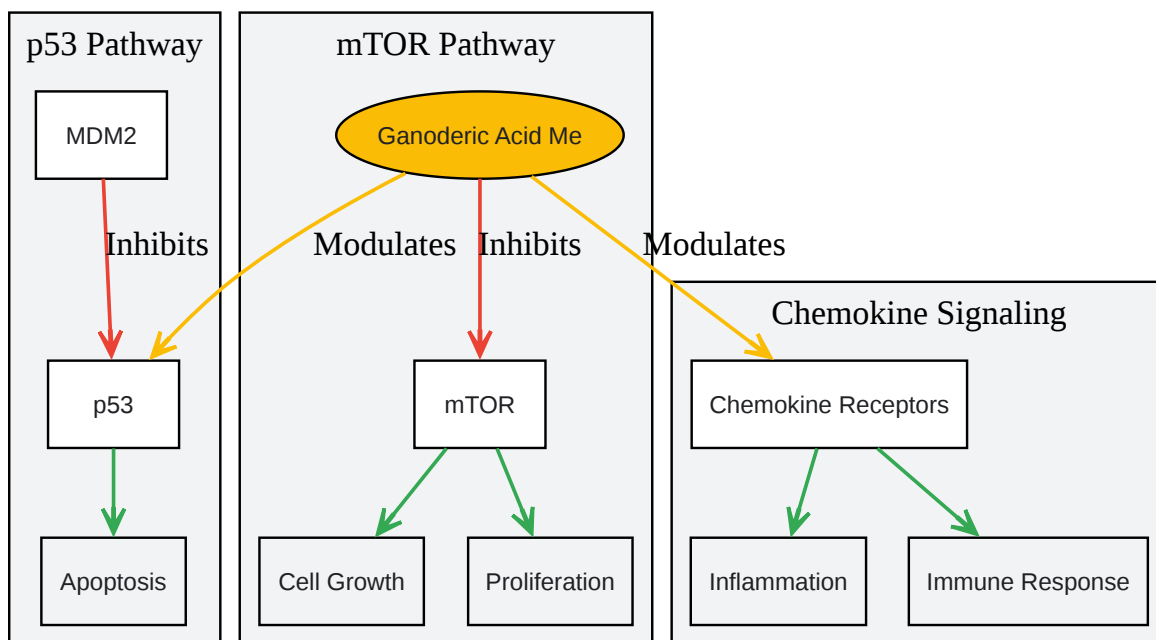 p53 Pathway
mTOR Pathway
MDM2
Ganoderic Acid Me
Inhibits
Modulates
Inhibits
Modulates
Chemokine Signaling
p53
mTOR
Chemokine Receptors
Apoptosis
Cell Growth
Proliferation
Inflammation
Immune Response